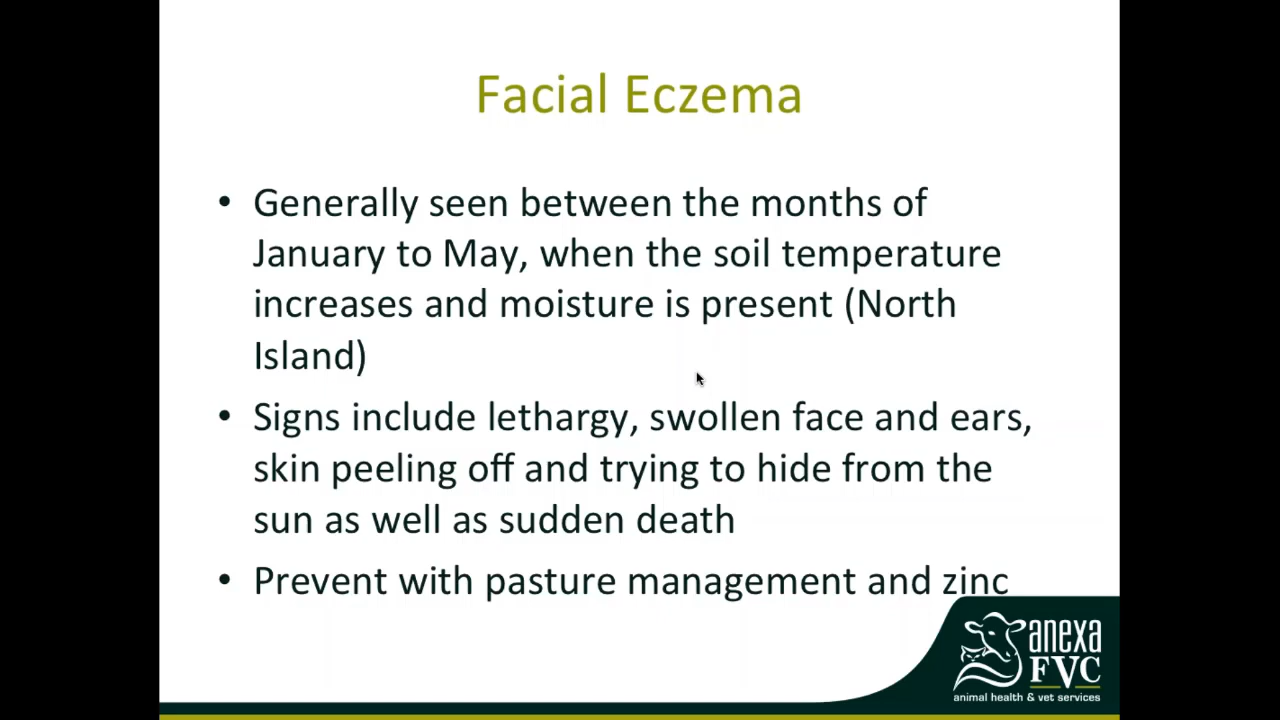 Facial Eczema
• Generally seen between the months of
January to May, when the soil temperature
increases and moisture is present (North
Island)
• Signs include lethargy, swollen face and ears,
skin peeling off and trying to hide from the
sun as well as sudden death
• Prevent with pasture management and zinc
anexa
FVC
animal health & vet services